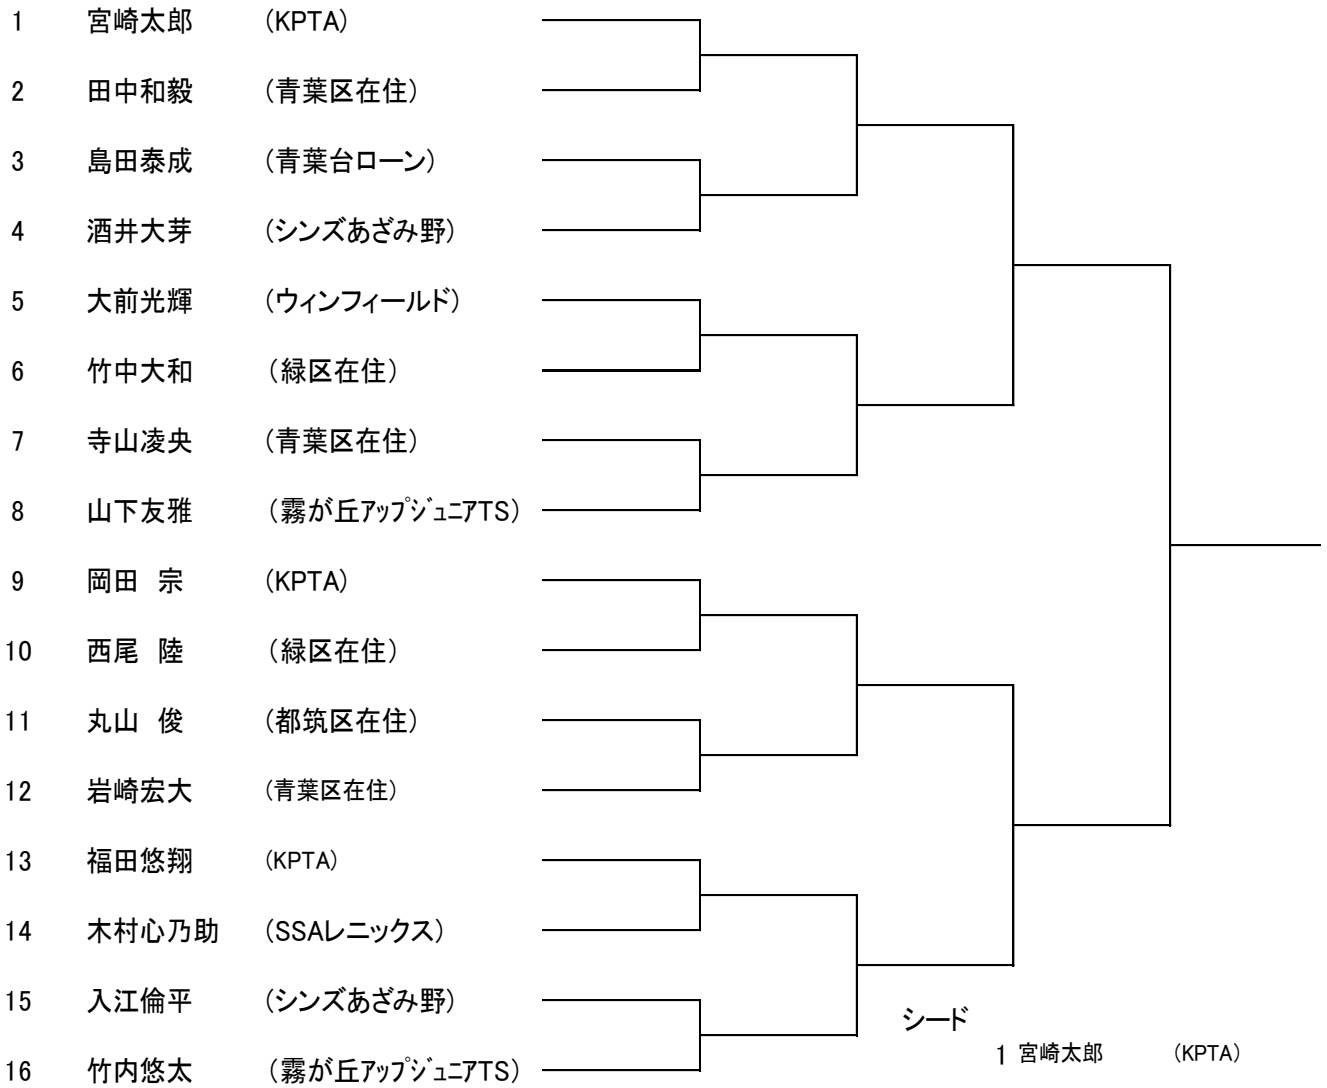 1 宮崎太郎 (KPTA)
2 田中和毅 (青葉区在住)
3 島田泰成 (青葉台ローン)
4 酒井大芽 (シンズあざみ野)
5 大前光輝 (ウィンフィールド)
6 竹中大和 (緑区在住)
7 寺山凌央 (青葉区在住)
8 山下友雅 (霧が丘アップジュニアTS)
9 岡田 宗 (KPTA)
10 西尾 陸 (緑区在住)
11 丸山 俊 (都筑区在住)
12 岩崎宏大 (青葉区在住)
13 福田悠翔 (KPTA)
14 木村心乃助 (SSAレニックス)
15 入江倫平 (シンズあざみ野)
16 竹内悠太 (霧が丘アップジュニアTS)
シード
1 宮崎太郎 (KPTA)